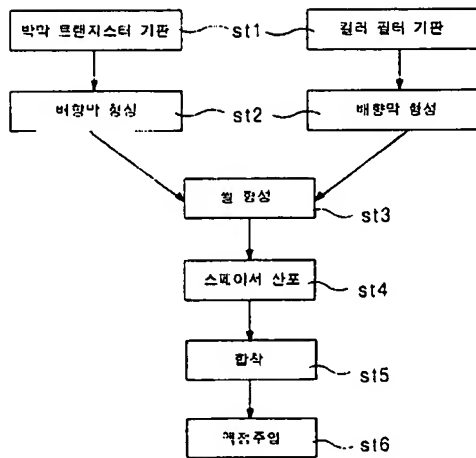 박막 트랜지스터 기판
st1
컬러 필터 기판
배향막 형성
st2
배향막 형성
씰 형성
st3
스페이서 산포
st4
합착
st5
액정주입
st6